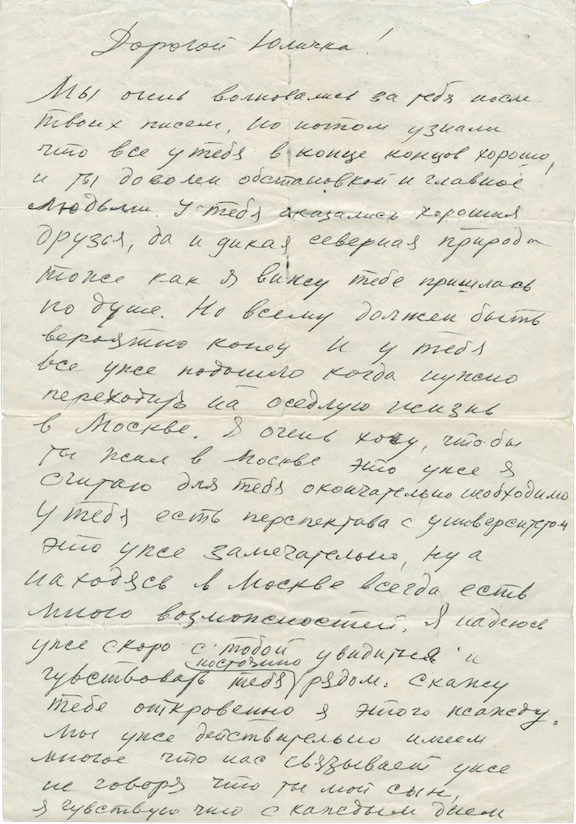 Дорогой Юличка!
Мы очень волновались за тебя после
твоих писем, но потом узнали
что все у тебя в конце концов хорошо,
и ты доволен обстановкой и главное
людьми. У тебя оказались хорошия
друзья, да и дикая северная природа
тоже как я вижу тебе пришлась
по душе. Но всему должен быть
вероятно конец и у тебя
все уже подошло когда нужно
переходить на оседлую жизнь
в Москве. Я очень хочу, чтобы
ты жил в Москве это уже я
считаю для тебя окончательно необходимо
у тебя есть перспектава с университетом
это уже замечательно, ну а
находясь в Москве всегда есть
много возможностей. Я надеюсь
уже скоро с тобой увидиться и
постоянно
чувствовать тебя рядом. скажу
тебе откровенно я этого жажду.
Мы уже действительно имеем
многое что нас связывает уже
не говоря что ты мой сын,
я чувствую что с каждым днем